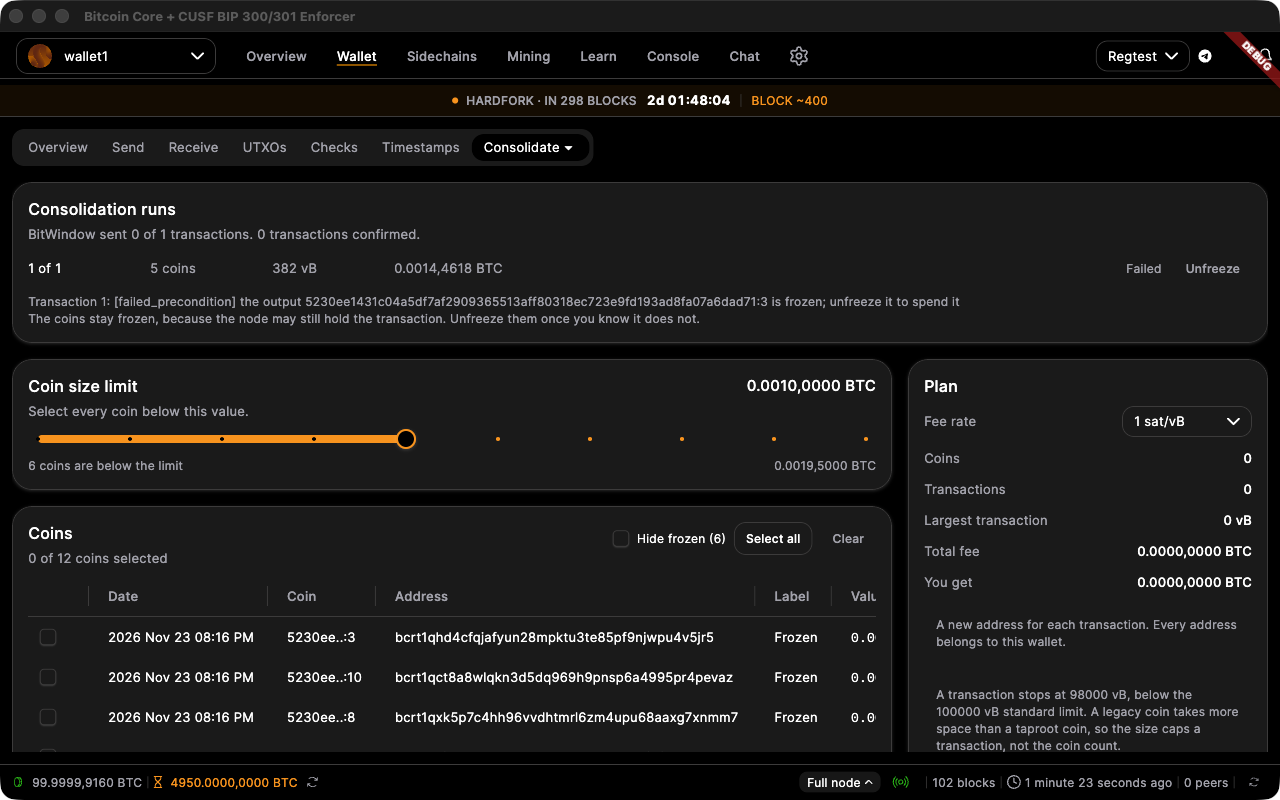 Bitcoin Core + CUSF BIP 300/301 Enforcer
wallet1
Overview
Wallet
Sidechains
Mining
Learn
Console
Chat
Regtest
DEBUG
HARDFORK · IN 298 BLOCKS 2d 01:48:04 BLOCK ~400
Overview
Send
Receive
UTXOs
Checks
Timestamps
Consolidate
Consolidation runs
BitWindow sent 0 of 1 transactions. 0 transactions confirmed.
1 of 1 5 coins 382 vB 0.0014,4618 BTC Failed Unfreeze
Transaction 1: [failed_precondition] the output 5230ee1431c04a5df7af2909365513aff80318ec723e9fd193ad8fa07a6dad71:3 is frozen; unfreeze it to spend it
The coins stay frozen, because the node may still hold the transaction. Unfreeze them once you know it does not.
Coin size limit 0.0010,0000 BTC
Select every coin below this value.
6 coins are below the limit 0.0019,5000 BTC
Coins
0 of 12 coins selected
Hide frozen (6) Select all Clear
Date Coin Address Label Valu
2026 Nov 23 08:16 PM 5230ee..:3 bcrt1qhd4cfqjafyun28mpktu3te85pf9njwpu4v5jr5 Frozen 0.0
2026 Nov 23 08:16 PM 5230ee..:10 bcrt1qct8a8wlqkn3d5dq969h9pnsp6a4995pr4pevaz Frozen 0.0
2026 Nov 23 08:16 PM 5230ee..:8 bcrt1qxk5p7c4hh96vvdhtmrl6zm4upu68aaxg7xnmm7 Frozen 0.0
Plan
Fee rate 1 sat/vB
Coins 0
Transactions 0
Largest transaction 0 vB
Total fee 0.0000,0000 BTC
You get 0.0000,0000 BTC
A new address for each transaction. Every address
belongs to this wallet.
A transaction stops at 98000 vB, below the
100000 vB standard limit. A legacy coin takes more
space than a taproot coin, so the size caps a
transaction, not the coin count.
99.9999,9160 BTC 4950.0000,0000 BTC
Full node 102 blocks 1 minute 23 seconds ago 0 peers